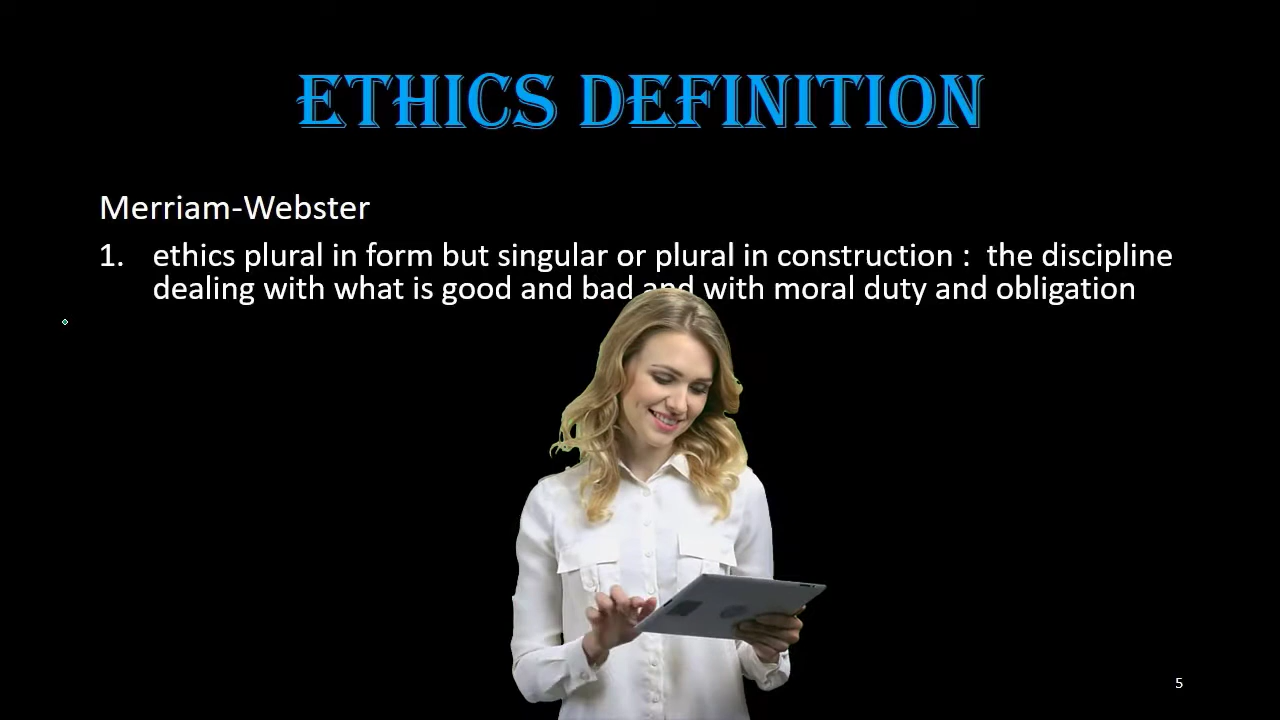 ETHICS DEFINITION
Merriam-Webster
1. ethics plural in form but singular or plural in construction : the discipline
dealing with what is good and bad and with moral duty and obligation
5